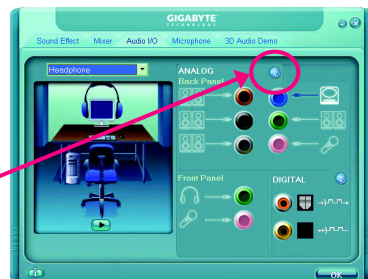 GIGABYTE
TECHNOLOGY
Sound Effect Mixer Audio I/O Microphone 3D Audio Demo
Headphone
ANALOG
Back Panel
Front Panel
DIGITAL
OK